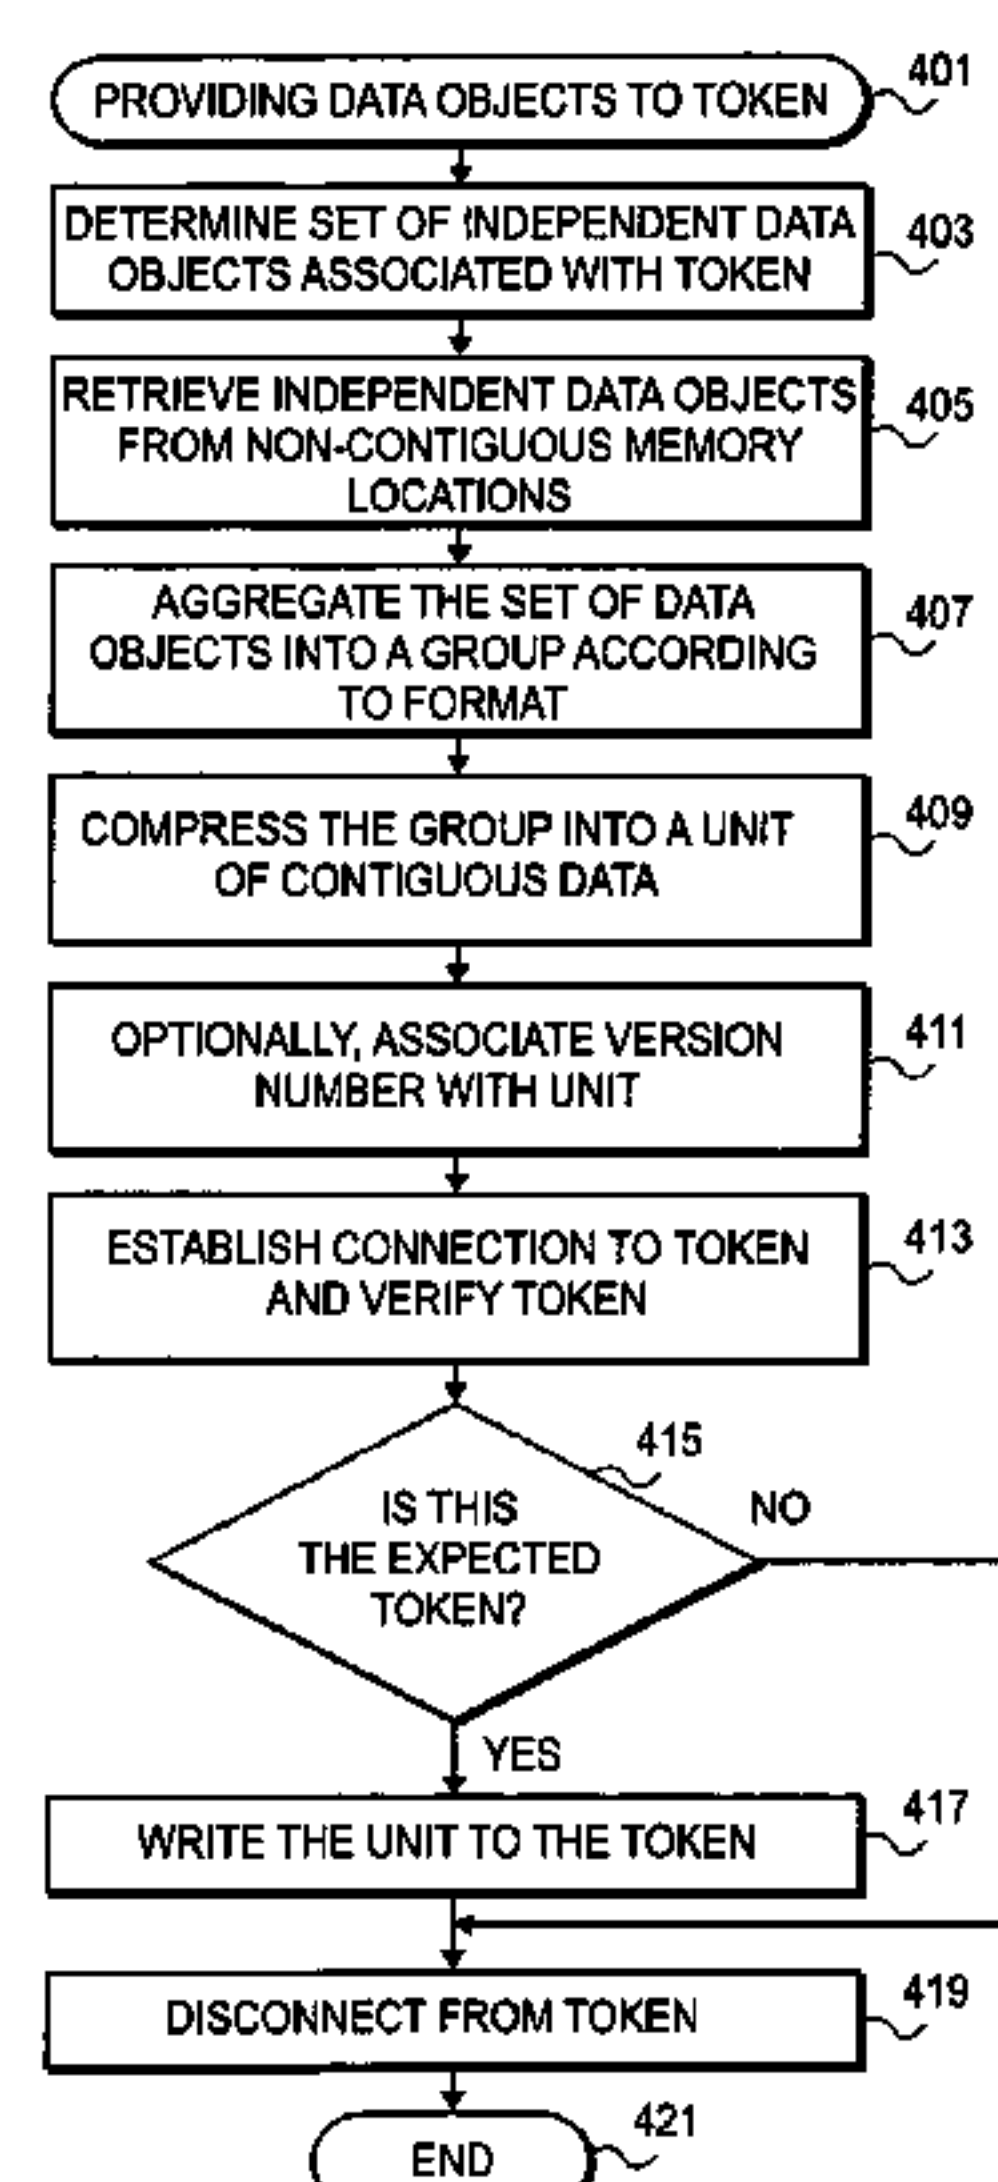 PROVIDING DATA OBJECTS TO TOKEN
401
DETERMINE SET OF INDEPENDENT DATA
OBJECTS ASSOCIATED WITH TOKEN
403
RETRIEVE INDEPENDENT DATA OBJECTS
FROM NON-CONTIGUOUS MEMORY
LOCATIONS
405
AGGREGATE THE SET OF DATA
OBJECTS INTO A GROUP ACCORDING
TO FORMAT
407
COMPRESS THE GROUP INTO A UNIT
OF CONTIGUOUS DATA
409
OPTIONALLY, ASSOCIATE VERSION
NUMBER WITH UNIT
411
ESTABLISH CONNECTION TO TOKEN
AND VERIFY TOKEN
413
IS THIS
THE EXPECTED
TOKEN?
415
NO
YES
WRITE THE UNIT TO THE TOKEN
417
DISCONNECT FROM TOKEN
419
END
421